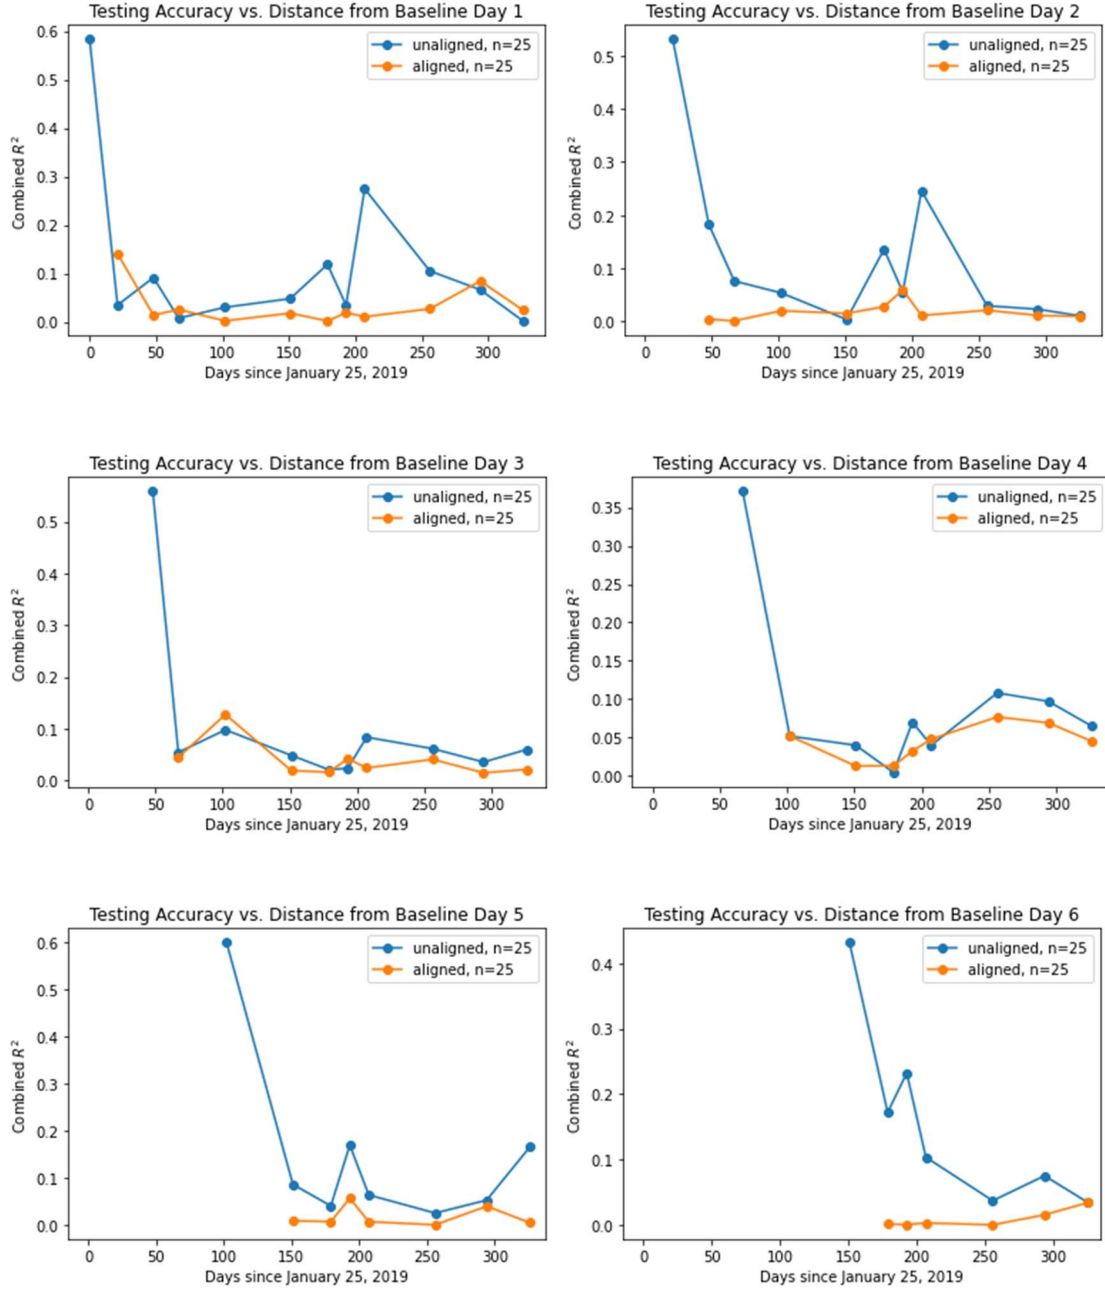 Testing Accuracy vs. Distance from Baseline Day 1
0.6
0.5
0.4
0.3
0.2
0.1
0.0
Combined R²
unaligned, n=25
aligned, n=25
0 50 100 150 200 250 300
Days since January 25, 2019
Testing Accuracy vs. Distance from Baseline Day 2
0.5
0.4
0.3
0.2
0.1
0.0
Combined R²
unaligned, n=25
aligned, n=25
0 50 100 150 200 250 300
Days since January 25, 2019
Testing Accuracy vs. Distance from Baseline Day 3
0.5
0.4
0.3
0.2
0.1
0.0
Combined R²
unaligned, n=25
aligned, n=25
0 50 100 150 200 250 300
Days since January 25, 2019
Testing Accuracy vs. Distance from Baseline Day 4
0.35
0.30
0.25
0.20
0.15
0.10
0.05
0.00
Combined R²
unaligned, n=25
aligned, n=25
0 50 100 150 200 250 300
Days since January 25, 2019
Testing Accuracy vs. Distance from Baseline Day 5
0.6
0.5
0.4
0.3
0.2
0.1
0.0
Combined R²
unaligned, n=25
aligned, n=25
0 50 100 150 200 250 300
Days since January 25, 2019
Testing Accuracy vs. Distance from Baseline Day 6
0.4
0.3
0.2
0.1
0.0
Combined R²
unaligned, n=25
aligned, n=25
0 50 100 150 200 250 300
Days since January 25, 2019